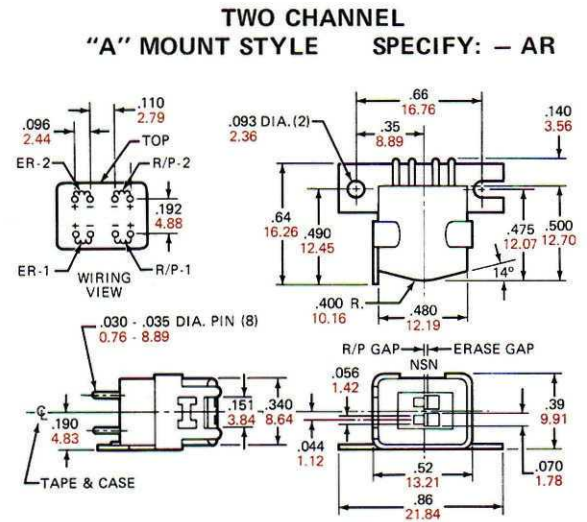 TWO CHANNEL
“A” MOUNT STYLE SPECIFY: – AR
.096
2.44
.110
2.79
TOP
ER-2
R/P-2
+ – – +
.192
4.88
+ – – +
ER-1
R/P-1
WIRING
VIEW
.66
16.76
.093 DIA.(2)
2.36
.35
8.89
.140
3.56
.64
16.26
.490
12.45
.475
12.07
.500
12.70
14°
.400 R.
10.16
.480
12.19
.030 - .035 DIA. PIN (8)
0.76 - 8.89
.190
4.83
.151
3.84
.340
8.64
TAPE & CASE
R/P GAP
ERASE GAP
NSN
.056
1.42
.044
1.12
.39
9.91
.070
1.78
.52
13.21
.86
21.84